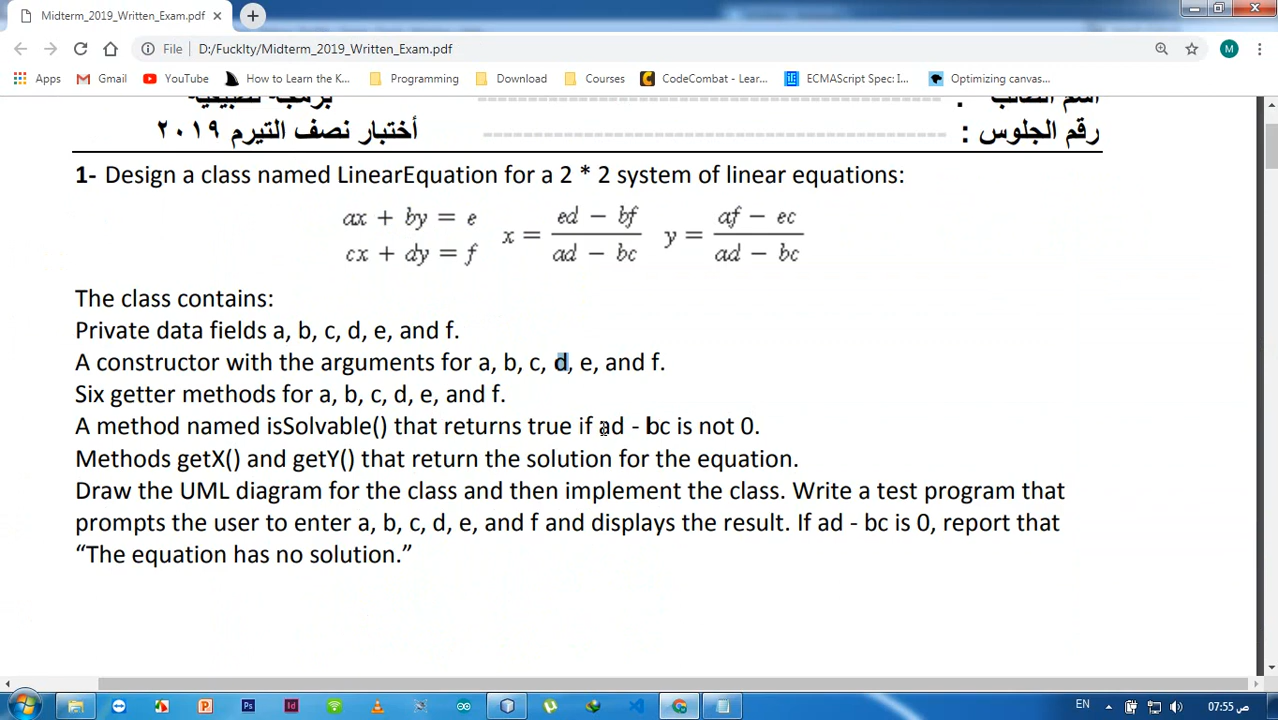 Midterm_2019_Written_Exam.pdf
File D:/Fucklty/Midterm_2019_Written_Exam.pdf
Apps Gmail YouTube How to Learn the K... Programming Download Courses CodeCombat - Lear... ECMAScript Spec: I... Optimizing canvas...
اسم الطالب : برمجة تطبيقية
رقم الجلوس : أختبار نصف التيرم ٢٠١٩
1- Design a class named LinearEquation for a 2 * 2 system of linear equations:
ax + by = e
cx + dy = f
x = ed - bf / ad - bc
y = af - ec / ad - bc
The class contains:
Private data fields a, b, c, d, e, and f.
A constructor with the arguments for a, b, c, d, e, and f.
Six getter methods for a, b, c, d, e, and f.
A method named isSolvable() that returns true if ad - bc is not 0.
Methods getX() and getY() that return the solution for the equation.
Draw the UML diagram for the class and then implement the class. Write a test program that
prompts the user to enter a, b, c, d, e, and f and displays the result. If ad - bc is 0, report that
“The equation has no solution.”
EN ص 07:55